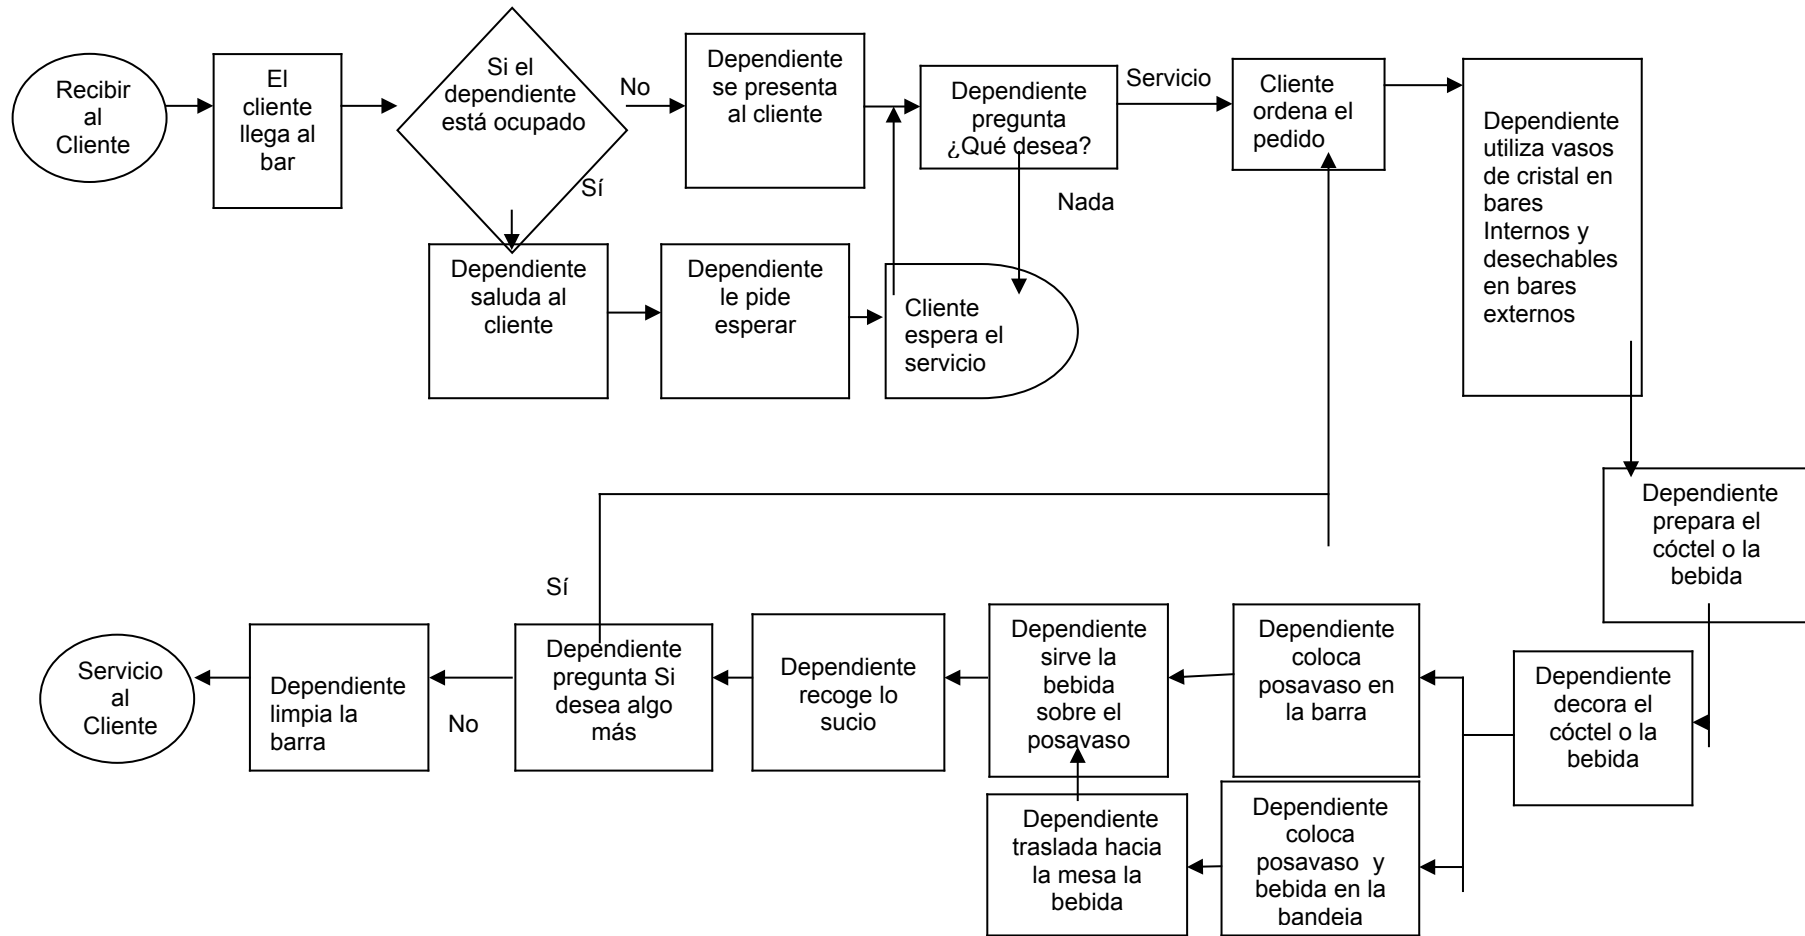 Recibir
al
Cliente
El
cliente
llega al
bar
Si el
dependiente
está ocupado
No
Sí
Dependiente
se presenta
al cliente
Dependiente
pregunta
¿Qué desea?
Servicio
Nada
Cliente
ordena el
pedido
Dependiente
utiliza vasos
de cristal en
bares
Internos y
desechables
en bares
externos
Dependiente
saluda al
cliente
Dependiente
le pide
esperar
Cliente
espera el
servicio
Dependiente
prepara el
cóctel o la
bebida
Dependiente
decora el
cóctel o la
bebida
Dependiente
coloca
posavaso en
la barra
Dependiente
coloca
posavaso y
bebida en la
bandeja
Dependiente
traslada hacia
la mesa la
bebida
Dependiente
sirve la
bebida
sobre el
posavaso
Dependiente
recoge lo
sucio
Dependiente
pregunta Si
desea algo
más
Sí
No
Dependiente
limpia la
barra
Servicio
al
Cliente